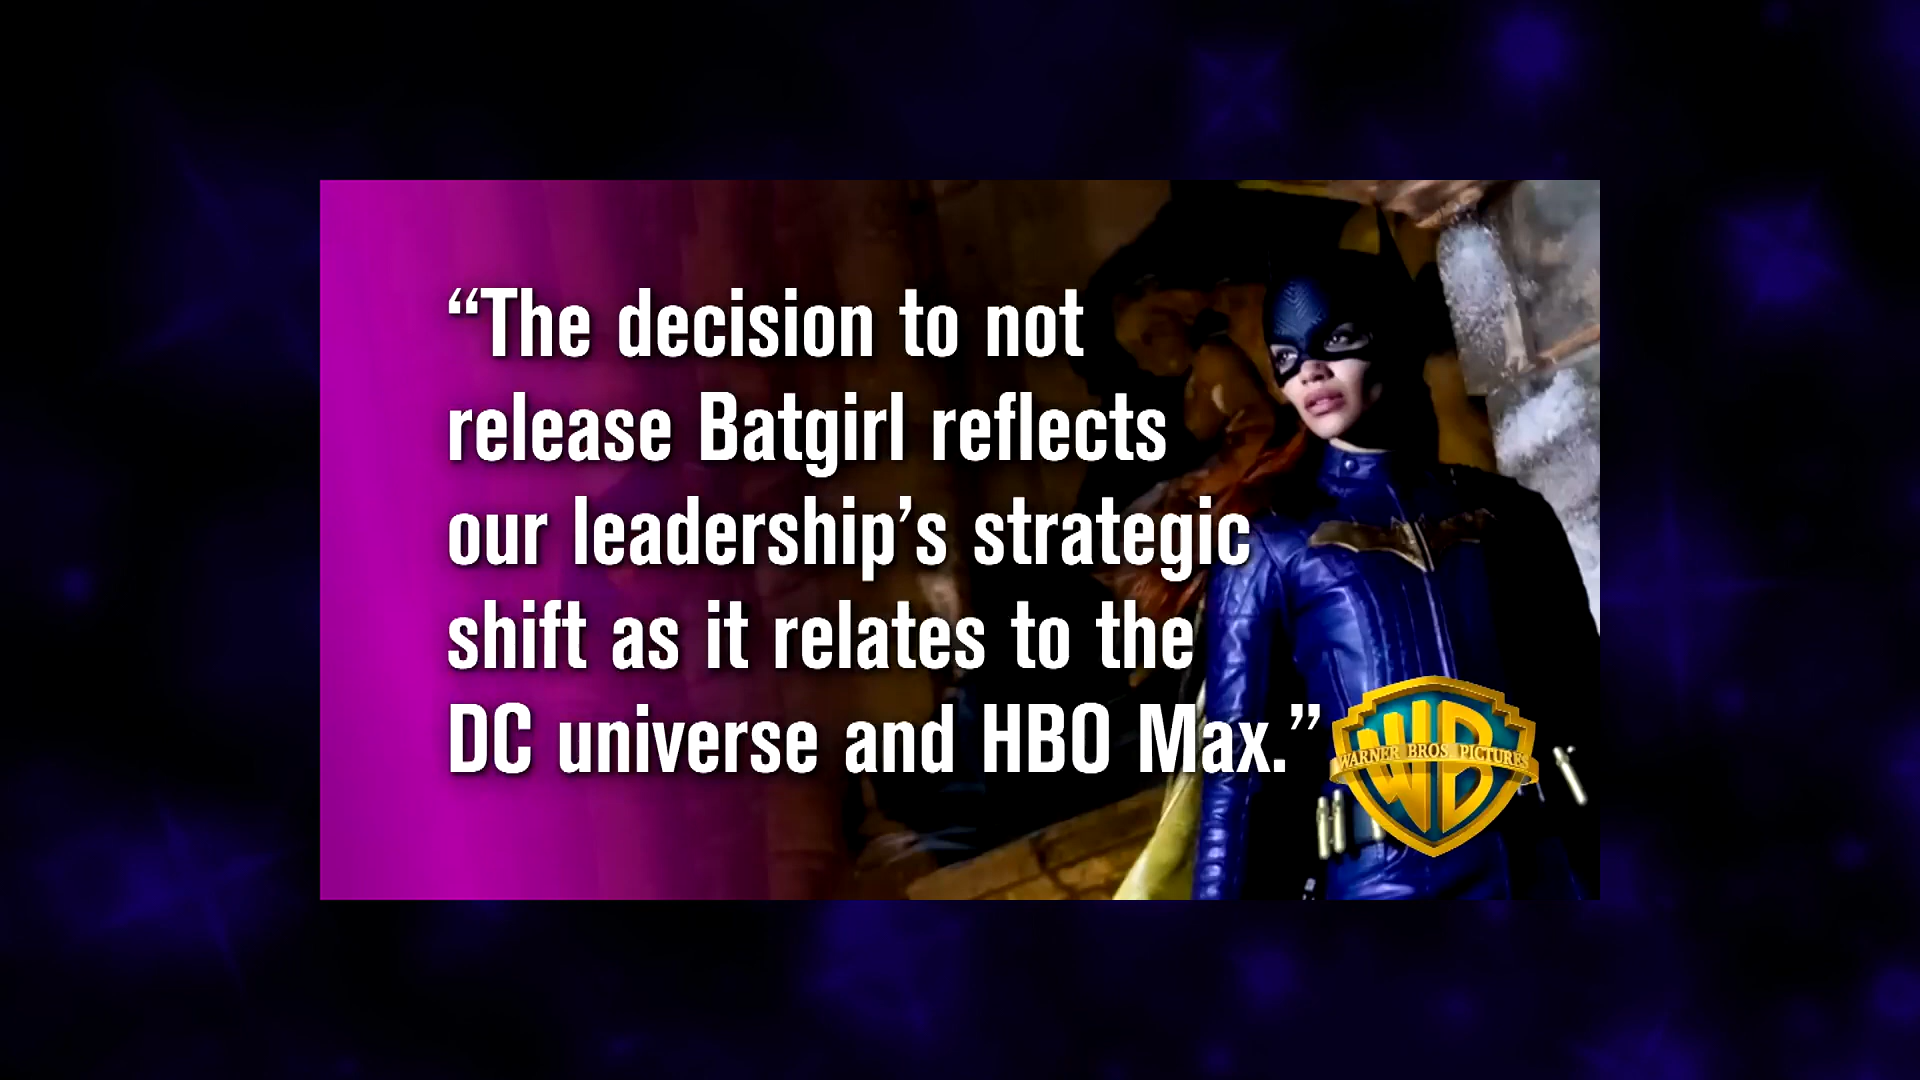 “The decision to not
release Batgirl reflects
our leadership’s strategic
shift as it relates to the
DC universe and HBO Max.”
WB
WARNER BROS PICTURES